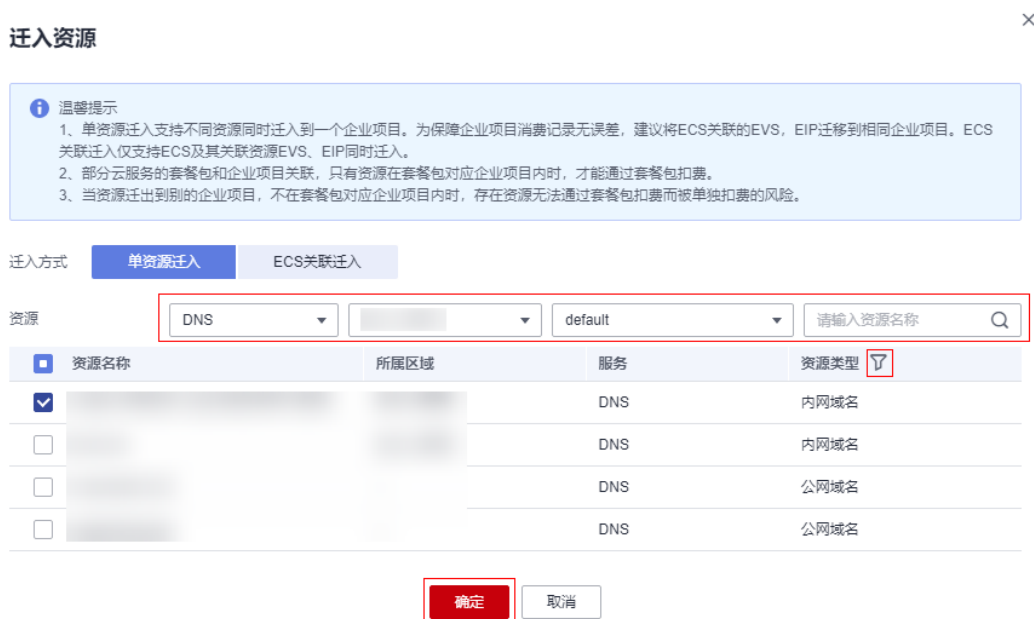 迁入资源
温馨提示
1、单资源迁入支持不同资源同时迁入到一个企业项目。为保障企业项目消费记录无误差，建议将ECS关联的EVS，EIP迁移到相同企业项目。ECS
关联迁入仅支持ECS及其关联资源EVS、EIP同时迁入。
2、部分云服务的套餐包和企业项目关联，只有资源在套餐包对应企业项目内时，才能通过套餐包扣费。
3、当资源迁出到别的企业项目，不在套餐包对应企业项目内时，存在资源无法通过套餐包扣费而被单独扣费的风险。
迁入方式 单资源迁入 ECS关联迁入
资源 DNS default 请输入资源名称
资源名称 所属区域 服务 资源类型
DNS 内网域名
DNS 内网域名
DNS 公网域名
DNS 公网域名
确定 取消